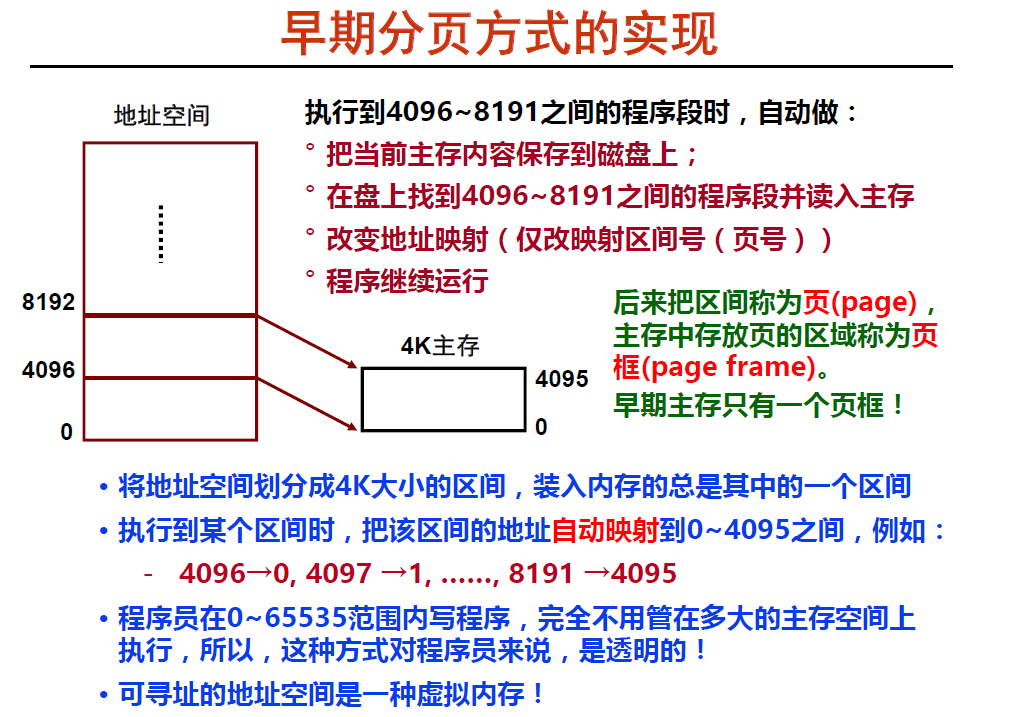 早期分页方式的实现
地址空间
8192
4096
0
执行到4096~8191之间的程序段时，自动做：
° 把当前主存内容保存到磁盘上；
° 在盘上找到4096~8191之间的程序段并读入主存
° 改变地址映射（仅改映射区间号（页号））
° 程序继续运行
4K主存
4095
0
后来把区间称为页(page)，
主存中存放页的区域称为页
框(page frame)。
早期主存只有一个页框！
• 将地址空间划分成4K大小的区间，装入内存的总是其中的一个区间
• 执行到某个区间时，把该区间的地址自动映射到0~4095之间，例如：
- 4096→0, 4097 →1, ……, 8191 →4095
• 程序员在0~65535范围内写程序，完全不用管在多大的主存空间上
执行，所以，这种方式对程序员来说，是透明的！
• 可寻址的地址空间是一种虚拟内存！